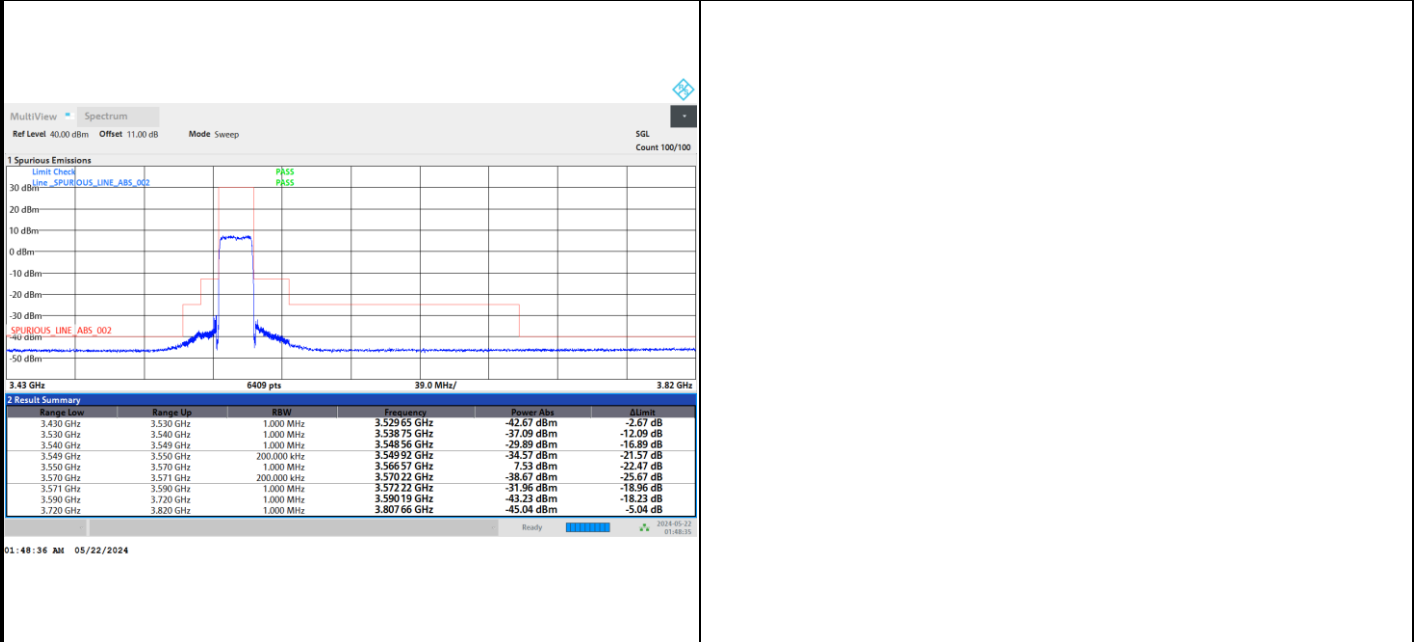 MultiView Spectrum
Ref Level 40.00 dBm Offset 11.00 dB Mode Sweep SGL
Count 100/100
1 Spurious Emissions
Limit Check PASS
Line _SPURIOUS_LINE_ABS_002 PASS
30 dBm
20 dBm
10 dBm
0 dBm
-10 dBm
-20 dBm
-30 dBm
SPURIOUS_LINE_ABS_002
-40 dBm
-50 dBm
3.43 GHz 6409 pts 39.0 MHz/ 3.82 GHz
2 Result Summary
Range Low Range Up RBW Frequency Power Abs ΔLimit
3.430 GHz 3.530 GHz 1.000 MHz 3.529 65 GHz -42.67 dBm -2.67 dB
3.530 GHz 3.540 GHz 1.000 MHz 3.538 75 GHz -37.09 dBm -12.09 dB
3.540 GHz 3.549 GHz 1.000 MHz 3.548 56 GHz -29.89 dBm -16.89 dB
3.549 GHz 3.550 GHz 200.000 kHz 3.549 92 GHz -34.57 dBm -21.57 dB
3.550 GHz 3.570 GHz 1.000 MHz 3.566 57 GHz 7.53 dBm -22.47 dB
3.570 GHz 3.571 GHz 200.000 kHz 3.570 22 GHz -38.67 dBm -25.67 dB
3.571 GHz 3.590 GHz 1.000 MHz 3.572 22 GHz -31.96 dBm -18.96 dB
3.590 GHz 3.720 GHz 1.000 MHz 3.590 19 GHz -43.23 dBm -18.23 dB
3.720 GHz 3.820 GHz 1.000 MHz 3.807 66 GHz -45.04 dBm -5.04 dB
Ready 2024-05-22
01:48:35
01:48:36 AM 05/22/2024